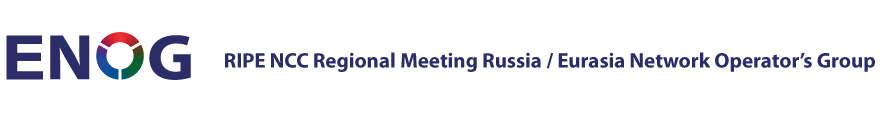 ENOG
RIPE NCC Regional Meeting Russia / Eurasia Network Operator’s Group